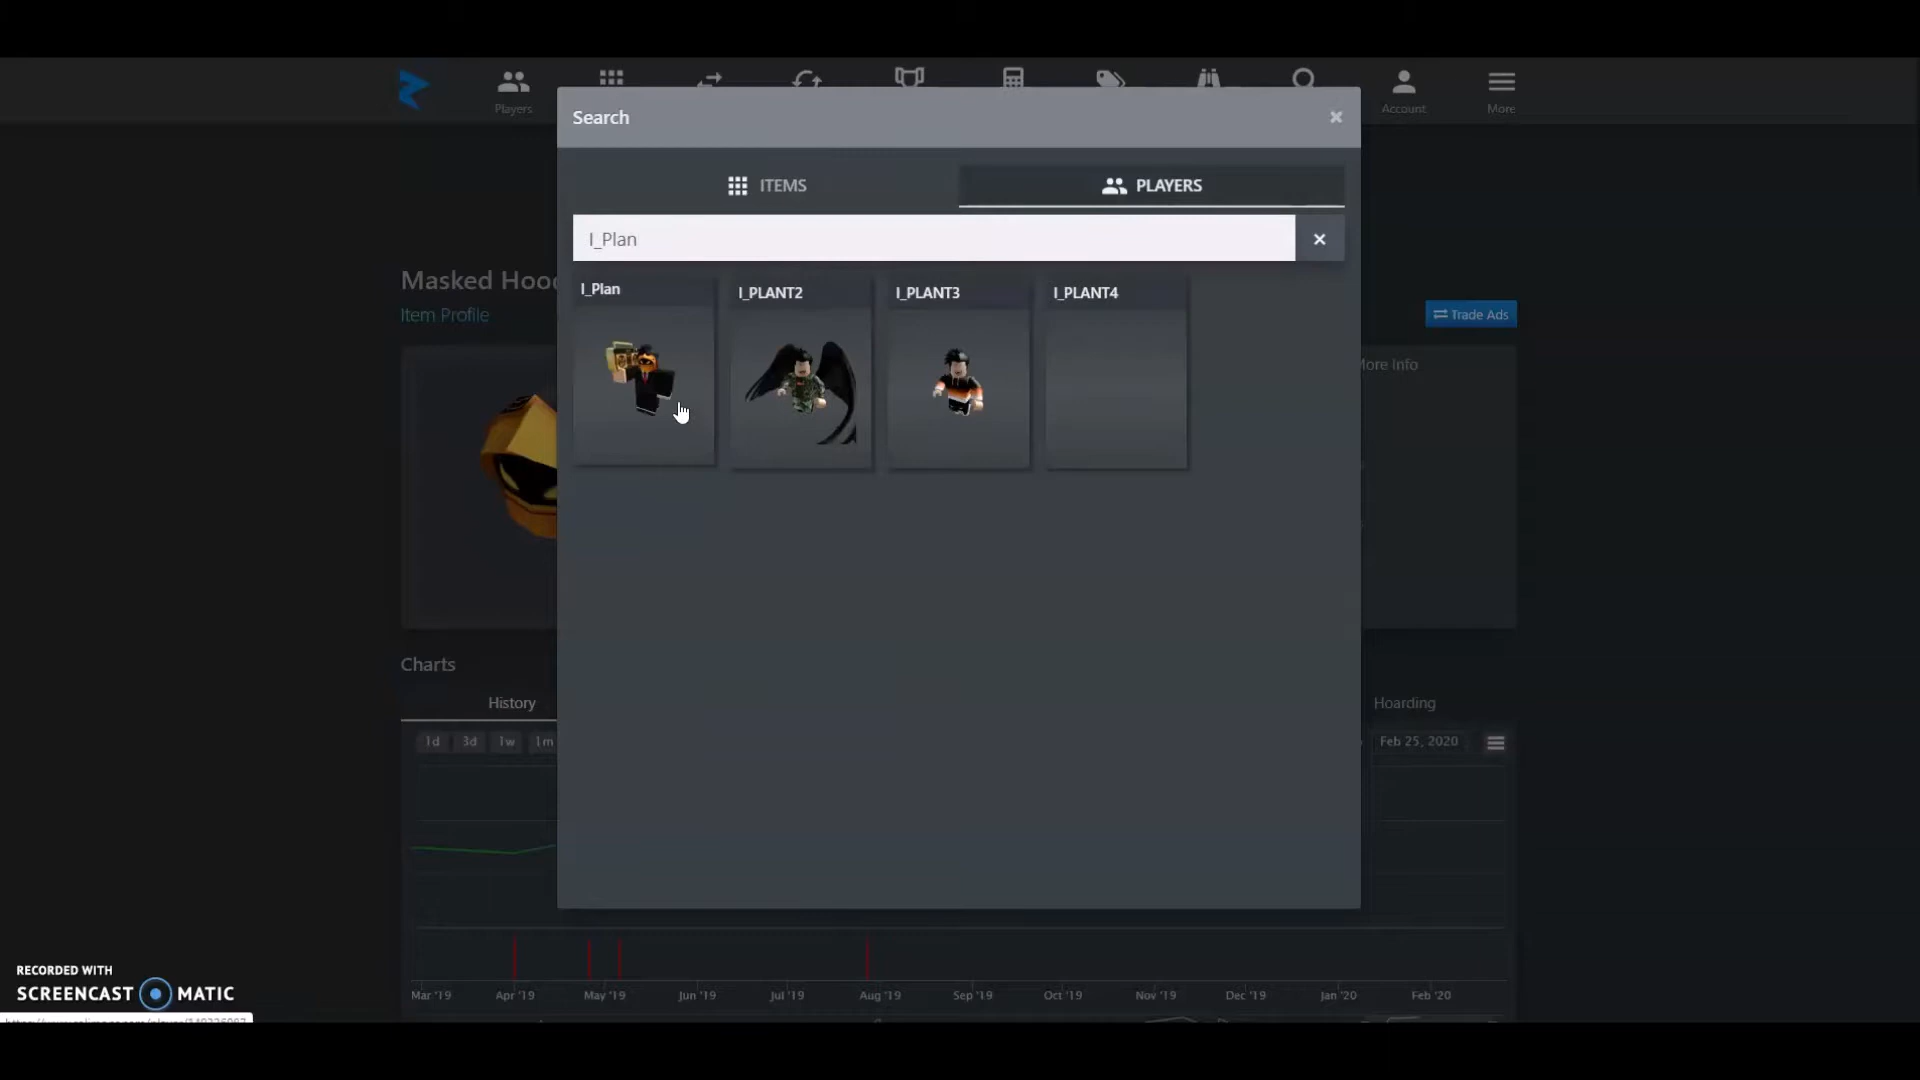 Players
Account
More
Search
×
ITEMS
PLAYERS
I_Plan
×
I_Plan
I_PLANT2
I_PLANT3
I_PLANT4
Masked Hood
Item Profile
Trade Ads
More Info
Charts
History
Hoarding
1d 3d 1w 1m
Feb 25, 2020
Mar '19 Apr '19 May '19 Jun '19 Jul '19 Aug '19 Sep '19 Oct '19 Nov '19 Dec '19 Jan '20 Feb '20
RECORDED WITH
SCREENCAST MATIC